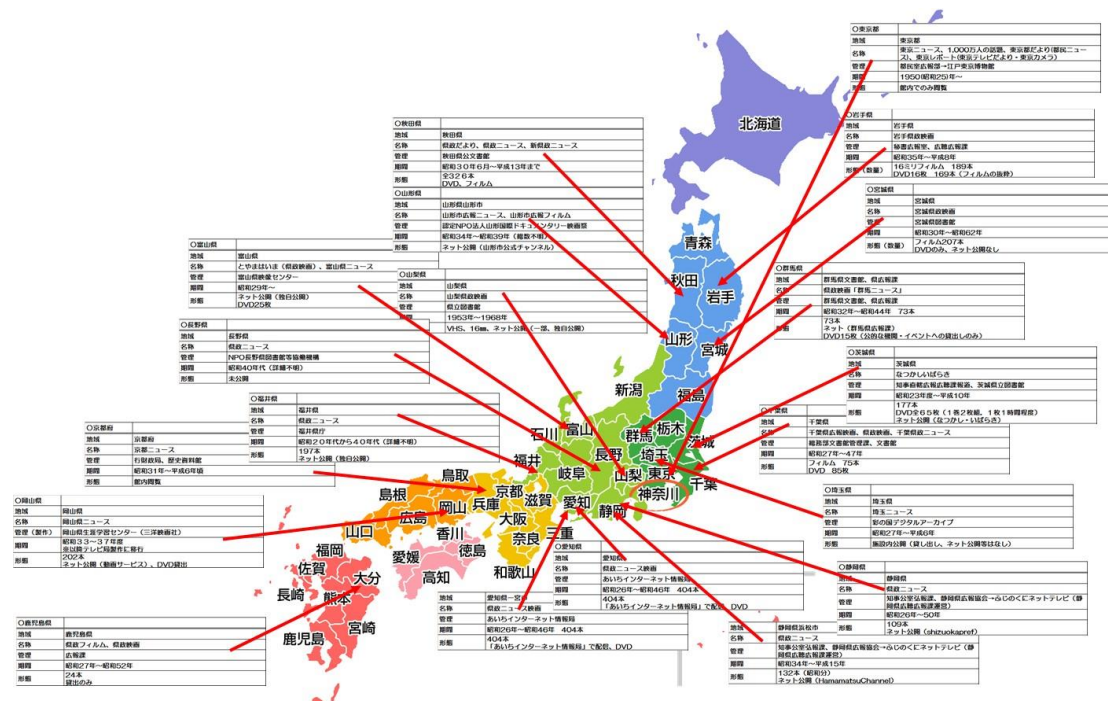 〇東京都
地域 東京都
名称 東京ニュース、1,000万人の話題、東京都だより(都民ニュース)、東京レポート(東京テレビだより・東京カメラ)
管理 都民室広報部→江戸東京博物館
期間 1950(昭和25)年～
形態 館内でのみ閲覧
〇岩手県
地域 岩手県
名称 岩手県政映画
管理 秘書広報室、広聴広報課
期間 昭和35年～平成8年
形態(数量) 16ミリフィルム 189本
DVD16枚 169本(フィルムの抜粋)
〇宮城県
地域 宮城県
名称 宮城県政映画
管理 宮城県図書館
期間 昭和30年～昭和62年
形態(数量) フィルム207本
DVDのみ、ネット公開なし
〇秋田県
地域 秋田県
名称 県政だより、県政ニュース、新県政ニュース
管理 秋田県公文書館
期間 昭和30年6月～平成13年まで
形態 全326本
DVD、フィルム
〇山形県
地域 山形県山形市
名称 山形市広報ニュース、山形市広報フィルム
管理 認定NPO法人山形国際ドキュメンタリー映画祭
期間 昭和34年～昭和39年(種数不明)
形態 ネット公開(山形市公式チャンネル)
〇富山県
地域 富山県
名称 とやまはいま(県政映画)、富山県ニュース
管理 富山県映像センター
期間 昭和29年～
形態 ネット公開(独自公開)
DVD25枚
〇山梨県
地域 山梨県
名称 山梨県政映画
管理 県立図書館
期間 1953年～1968年
VHS、16㎜、ネット公開(一部、独自公開)
〇群馬県
地域 群馬県文書館、県広報課
名称 県政映画「群馬ニュース」
管理 群馬県文書館、県広報課
期間 昭和32年～昭和44年 73本
形態 73本
ネット(群馬県広報課)
DVD15枚(公的な機関・イベントへの貸出しのみ)
〇長野県
地域 長野県
名称 県政ニュース
管理 NPO長野県図書館等協働機構
期間 昭和40年代(詳細不明)
形態 未公開
〇茨城県
地域 茨城県
名称 なつかしいばらき
管理 知事直轄広報広聴課報道、茨城県立図書館
期間 昭和23年度～平成10年
形態 177本
DVD全65枚(1巻2枚組、1枚1時間程度)
ネット公開(なつかし・いばらき)
〇福井県
地域 福井県
名称 県政ニュース
管理 福井県庁
期間 昭和20年代から40年代(詳細不明)
形態 197本
ネット公開(独自公開)
千葉県
地域 千葉県
名称 千葉県広報映画、県政映画、千葉県政ニュース
管理 総務部文書館管理課、文書館
期間 昭和27年～47年
形態 フィルム 75本
DVD 85枚
〇京都府
地域 京都府
名称 京都ニュース
管理 行財政局、歴史資料館
期間 昭和31年～平成6年頃
形態 館内閲覧
〇岡山県
地域 岡山県
名称 岡山県ニュース
管理(製作) 岡山県生涯学習センター(三洋映画社)
期間 昭和33～37年度
※以降テレビ局製作に移行
形態 202本
ネット公開(動画サービス)、DVD貸出
〇埼玉県
地域 埼玉県
名称 埼玉ニュース
管理 彩の国デジタルアーカイブ
期間 昭和27年～平成6年
形態 施設内公開(貸し出し、ネット公開等はなし)
〇愛知県
地域 愛知県
名称 県政ニュース映画
管理 あいちインターネット情報局
期間 昭和26年～昭和46年 404本
形態 404本
「あいちインターネット情報局」で配信、DVD
〇静岡県
地域 静岡県
名称 県政ニュース
管理 知事公室弘報課、静岡県広報協会→ふじのくにネットテレビ(静岡県広聴広報課運営)
期間 昭和26年～50年
形態 109本
ネット公開(shizuokapref)
地域 愛知県一宮市
名称 県政ニュース映画
管理 あいちインターネット情報局
期間 昭和26年～昭和46年 404本
形態 404本
「あいちインターネット情報局」で配信、DVD
地域 静岡県浜松市
名称 県政ニュース
管理 知事公室弘報課、静岡県広報協会→ふじのくにネットテレビ(静岡県広聴広報課運営)
期間 昭和34年～平成15年
形態 132本(昭和分)
ネット公開(HamamatsuChannel)
〇鹿児島県
地域 鹿児島県
名称 県政フィルム、県政映画
管理 広報課
期間 昭和27年～昭和52年
形態 24本
貸出のみ
北海道
青森
秋田
岩手
山形
宮城
新潟
福島
石川
富山
群馬
栃木
茨城
福井
岐阜
長野
埼玉
山梨
東京
千葉
神奈川
鳥取
島根
岡山
広島
山口
京都
兵庫
滋賀
大阪
奈良
三重
和歌山
愛知
静岡
香川
徳島
愛媛
高知
福岡
佐賀
長崎
大分
熊本
宮崎
鹿児島